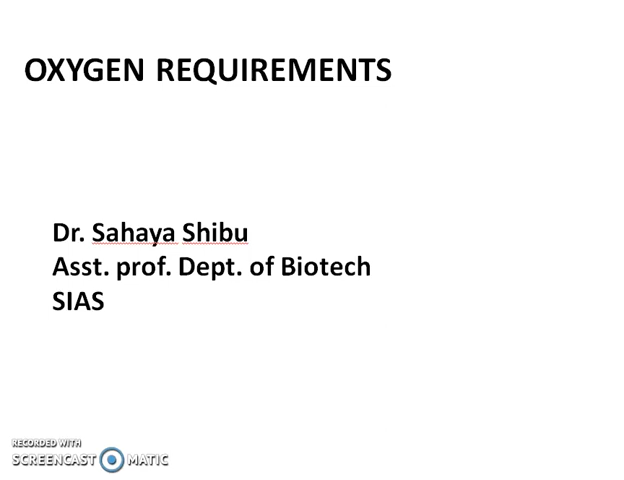 OXYGEN REQUIREMENTS
Dr. Sahaya Shibu
Asst. prof. Dept. of Biotech
SIAS
RECORDED WITH
SCREENCAST MATIC